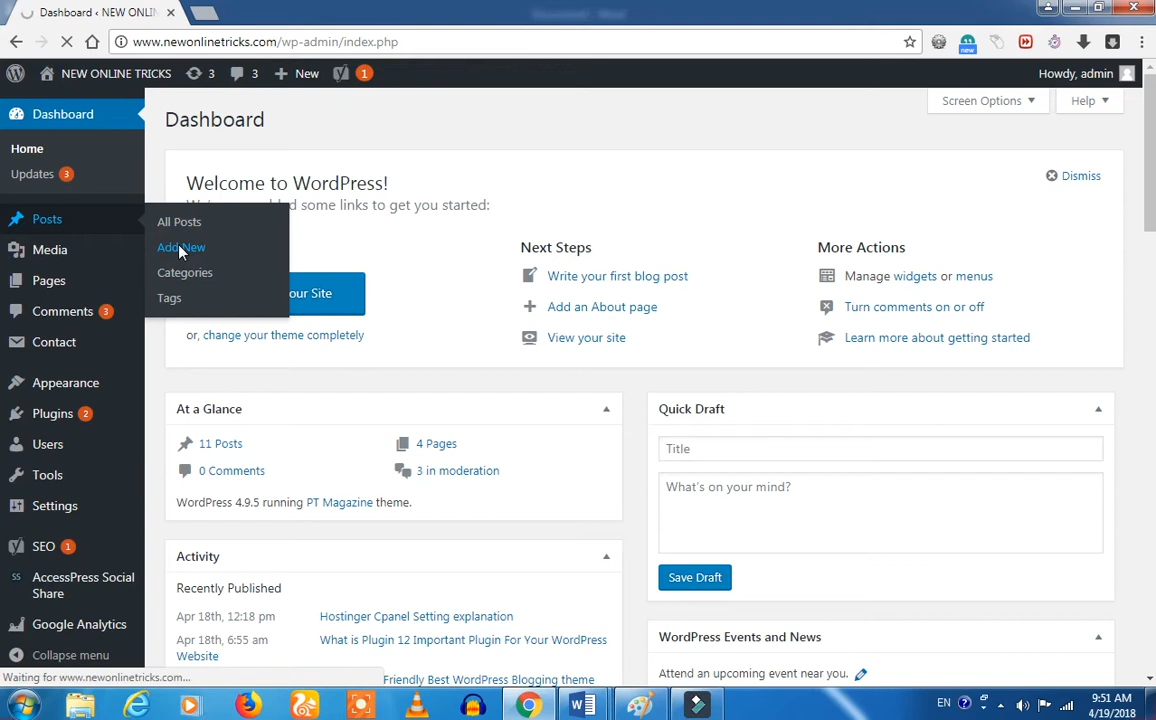 Dashboard ‹ NEW ONLIN
www.newonlinetricks.com/wp-admin/index.php
new
NEW ONLINE TRICKS
3
3
New
1
Howdy, admin
Dashboard
Home
Updates 3
Posts
Media
Pages
Comments 3
Contact
Appearance
Plugins 2
Users
Tools
Settings
SEO 1
AccessPress Social
Share
Google Analytics
Collapse menu
All Posts
Add New
Categories
Tags
Dashboard
Screen Options
Help
Welcome to WordPress!
some links to get you started:
Dismiss
our Site
or, change your theme completely
Next Steps
Write your first blog post
Add an About page
View your site
More Actions
Manage widgets or menus
Turn comments on or off
Learn more about getting started
At a Glance
11 Posts
4 Pages
0 Comments
3 in moderation
WordPress 4.9.5 running PT Magazine theme.
Activity
Recently Published
Apr 18th, 12:18 pm Hostinger Cpanel Setting explanation
Apr 18th, 6:55 am What is Plugin 12 Important Plugin For Your WordPress
Website
Friendly Best WordPress Blogging theme
Quick Draft
Title
What's on your mind?
Save Draft
WordPress Events and News
Attend an upcoming event near you.
Waiting for www.newonlinetricks.com...
EN
9:51 AM
4/19/2018